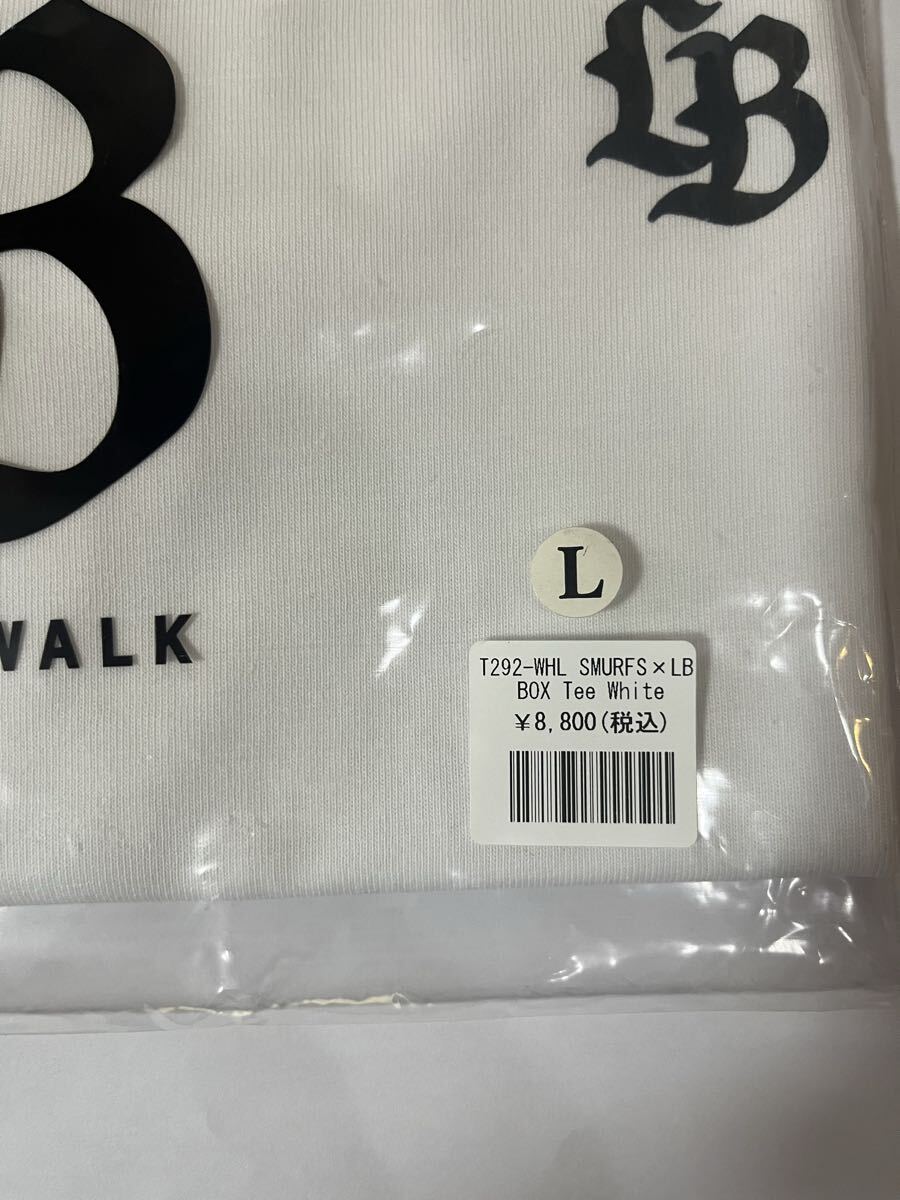 LB
B
WALK
L
T292-WHL SMURFS×LB
BOX Tee White
¥8,800(税込)